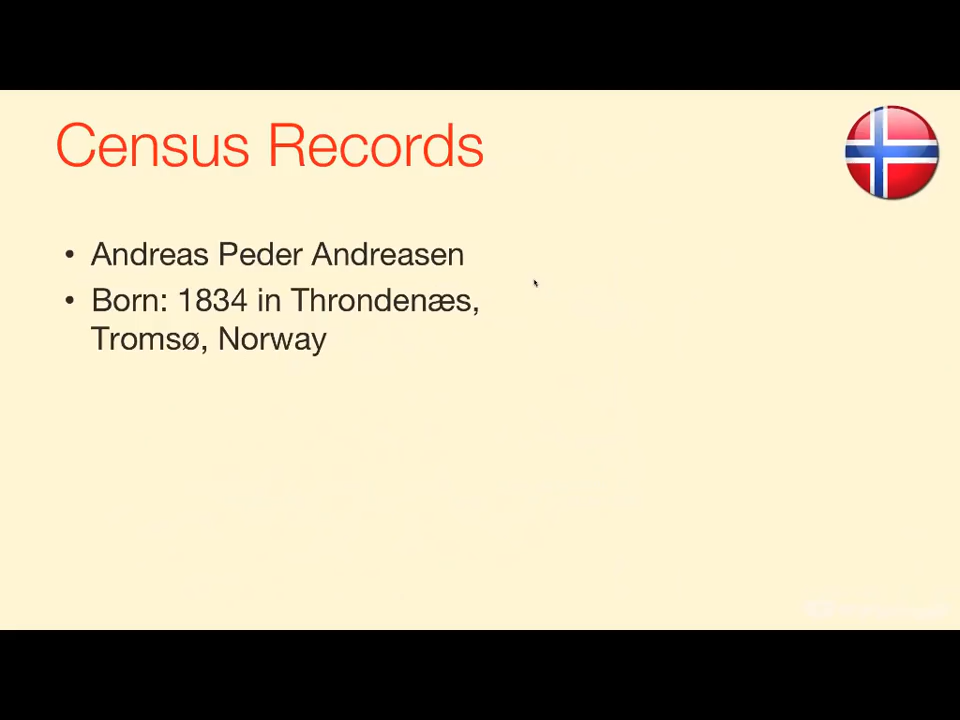 Census Records
• Andreas Peder Andreasen
• Born: 1834 in Throndenæs,
Tromsø, Norway